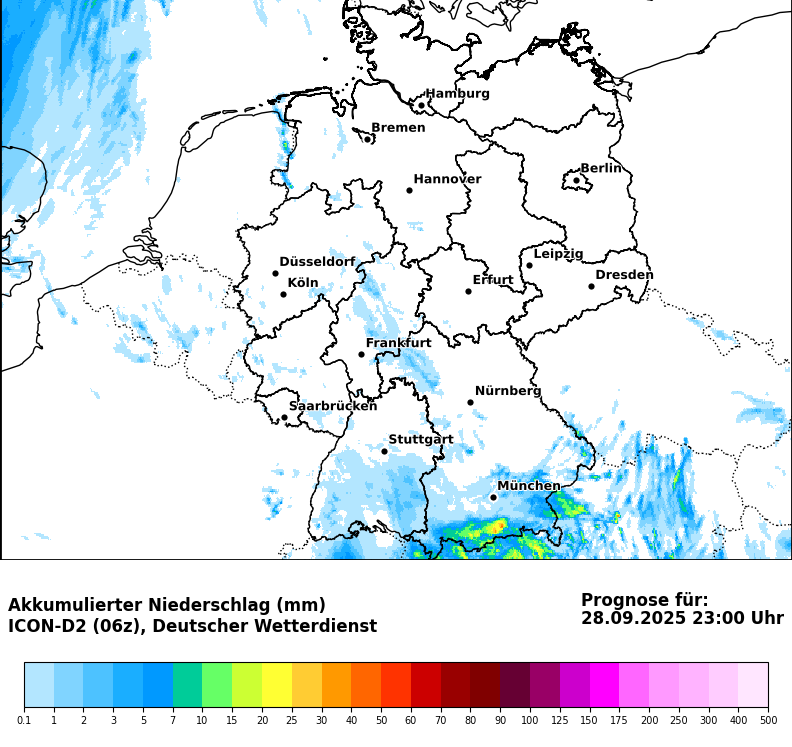 Hamburg
Bremen
Berlin
Hannover
Leipzig
Düsseldorf
Dresden
Köln
Erfurt
Frankfurt
Nürnberg
Saarbrücken
Stuttgart
München
Akkumulierter Niederschlag (mm)
ICON-D2 (06z), Deutscher Wetterdienst
Prognose für:
28.09.2025 23:00 Uhr
0.1 1 2 3 5 7 10 15 20 25 30 40 50 60 70 80 90 100 125 150 175 200 250 300 400 500